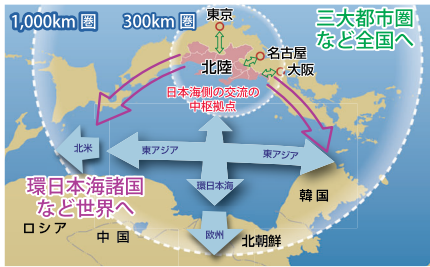 1,000km 圏
300km 圏
東京
三大都市圏
など全国へ
名古屋
北陸
大阪
日本海側の交流の
中枢拠点
北米
東アジア
東アジア
環日本海
環日本海諸国
など世界へ
韓国
ロシア
中国
欧州
北朝鮮